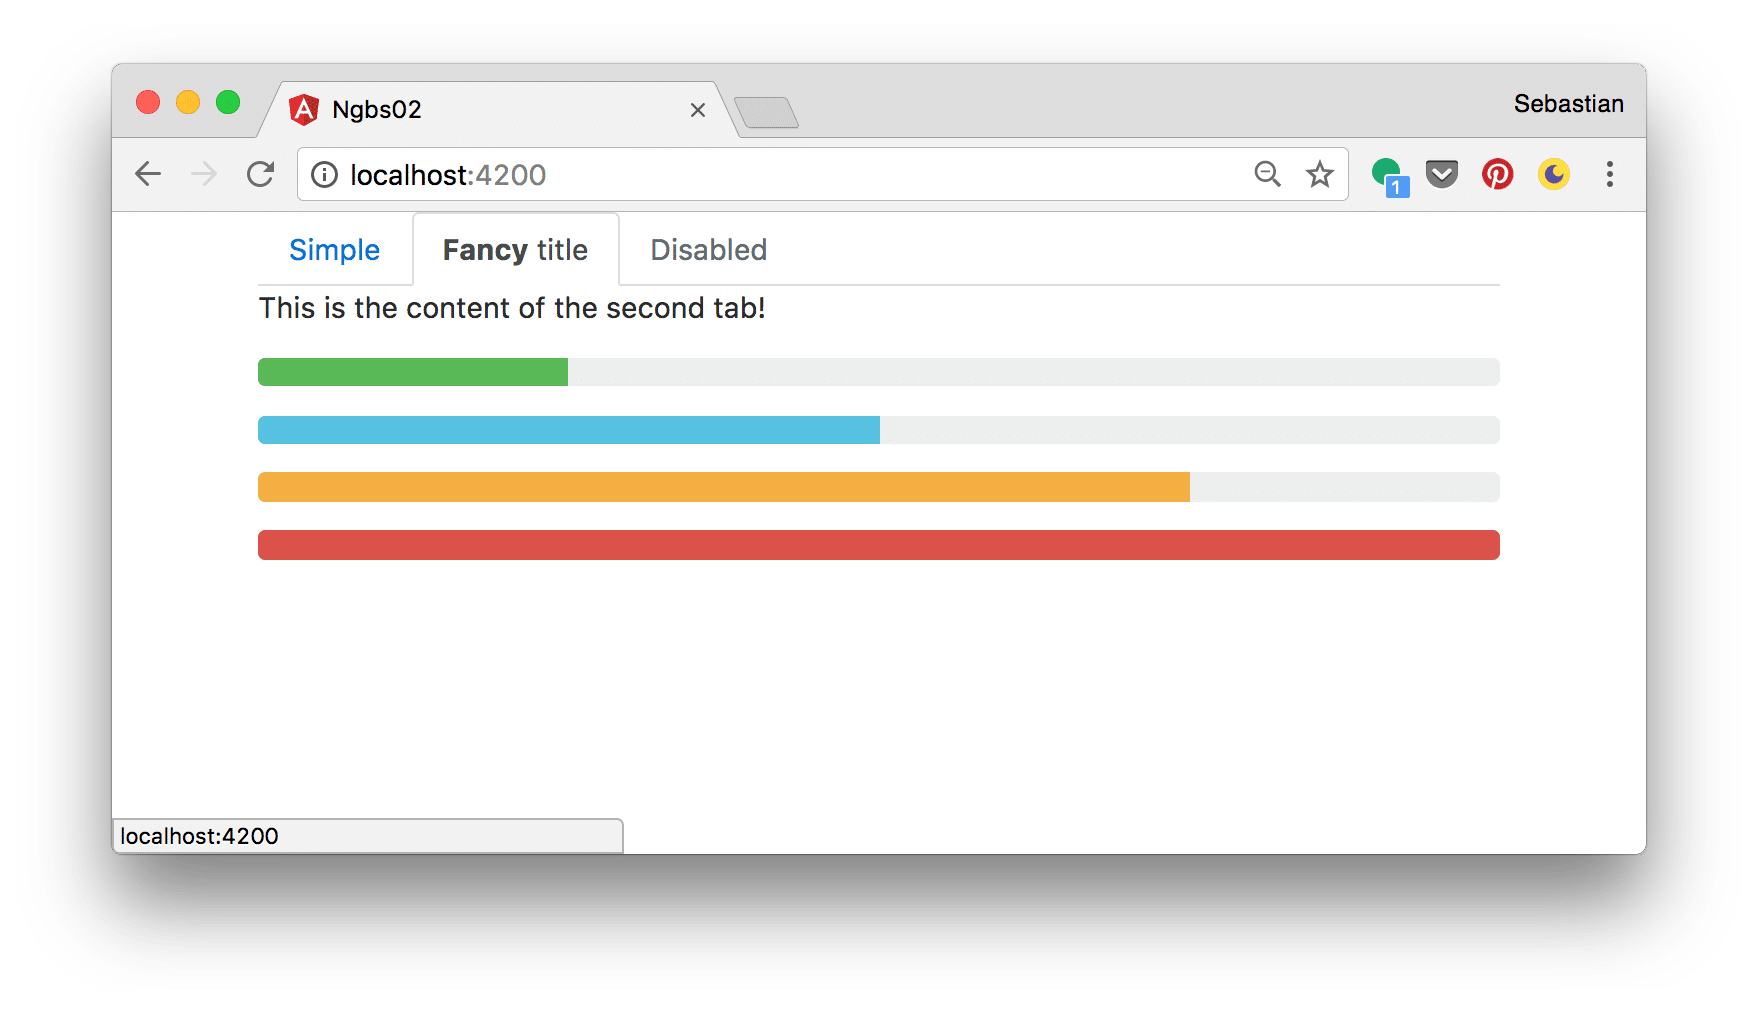 Ngbs02
Sebastian
localhost:4200
1
Simple
Fancy title
Disabled
This is the content of the second tab!
localhost:4200